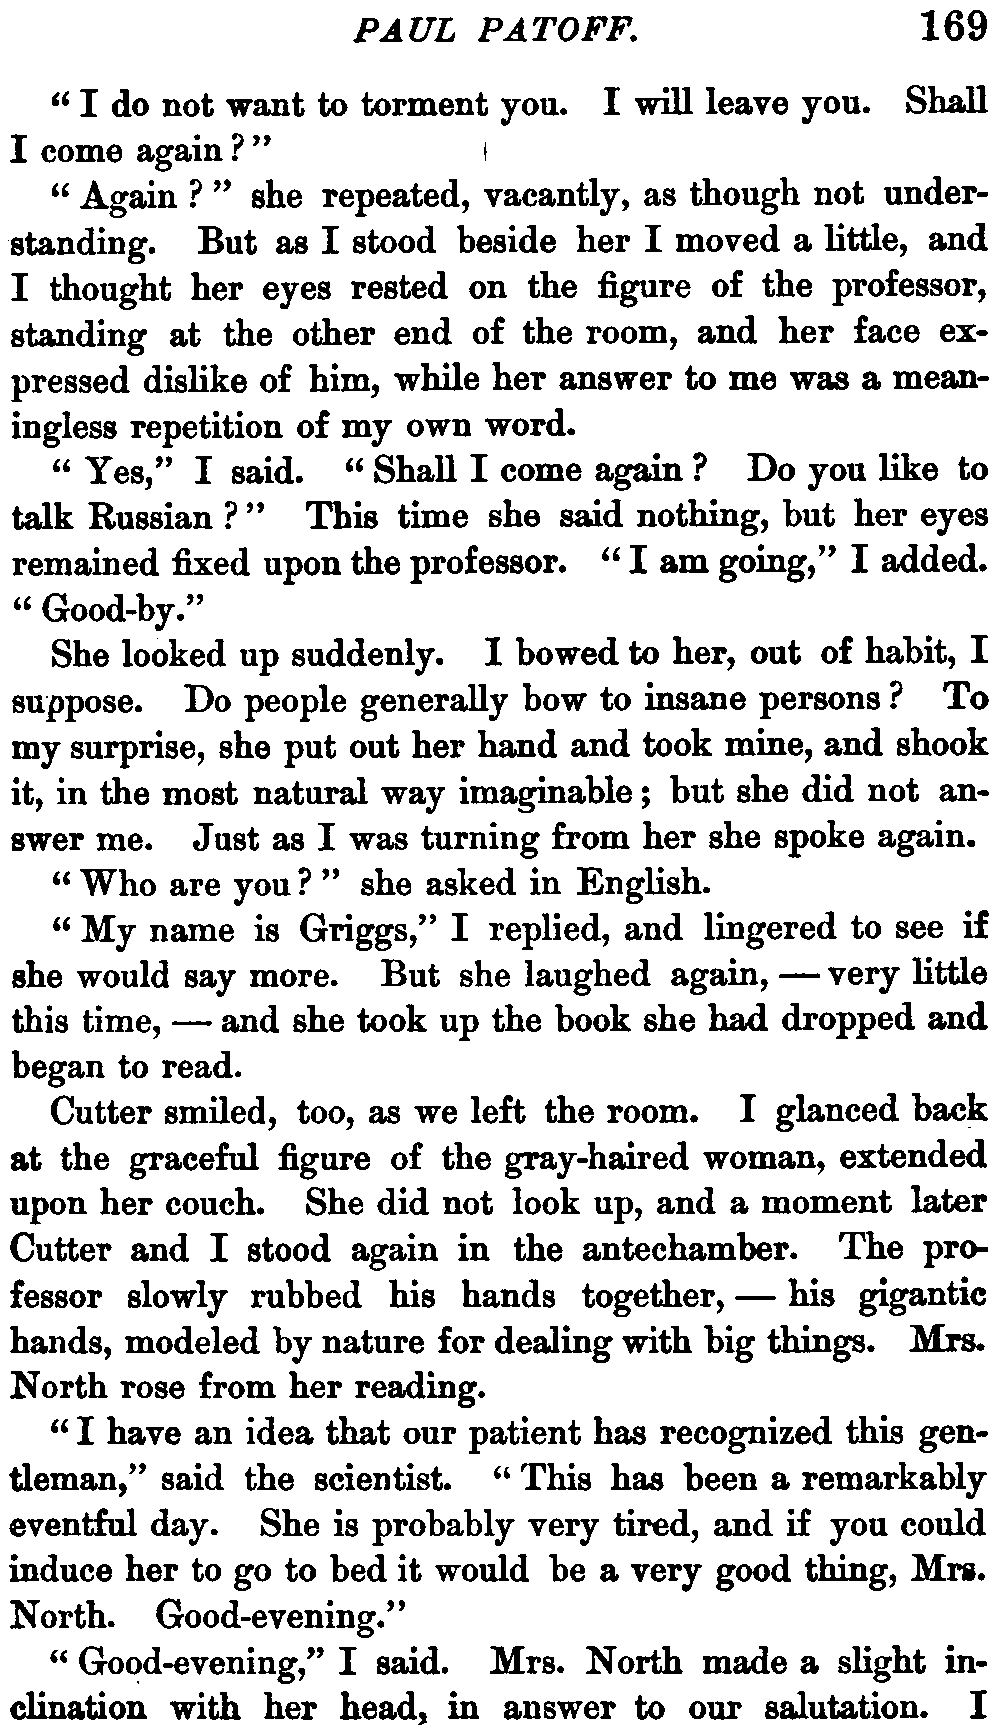 PAUL PATOFF. 169
“ I do not want to torment you. I will leave you. Shall
I come again ? ”
“ Again ? ” she repeated, vacantly, as though not under-
standing. But as I stood beside her I moved a little, and
I thought her eyes rested on the figure of the professor,
standing at the other end of the room, and her face ex-
pressed dislike of him, while her answer to me was a mean-
ingless repetition of my own word.
“ Yes,” I said. “ Shall I come again ? Do you like to
talk Russian ? ” This time she said nothing, but her eyes
remained fixed upon the professor. “ I am going,” I added.
“ Good-by.”
She looked up suddenly. I bowed to her, out of habit, I
suppose. Do people generally bow to insane persons ? To
my surprise, she put out her hand and took mine, and shook
it, in the most natural way imaginable ; but she did not an-
swer me. Just as I was turning from her she spoke again.
“ Who are you ? ” she asked in English.
“ My name is Griggs,” I replied, and lingered to see if
she would say more. But she laughed again, — very little
this time, — and she took up the book she had dropped and
began to read.
Cutter smiled, too, as we left the room. I glanced back
at the graceful figure of the gray-haired woman, extended
upon her couch. She did not look up, and a moment later
Cutter and I stood again in the antechamber. The pro-
fessor slowly rubbed his hands together, — his gigantic
hands, modeled by nature for dealing with big things. Mrs.
North rose from her reading.
“ I have an idea that our patient has recognized this gen-
tleman,” said the scientist. “ This has been a remarkably
eventful day. She is probably very tired, and if you could
induce her to go to bed it would be a very good thing, Mrs.
North. Good-evening.”
“ Good-evening,” I said. Mrs. North made a slight in-
clination with her head, in answer to our salutation. I